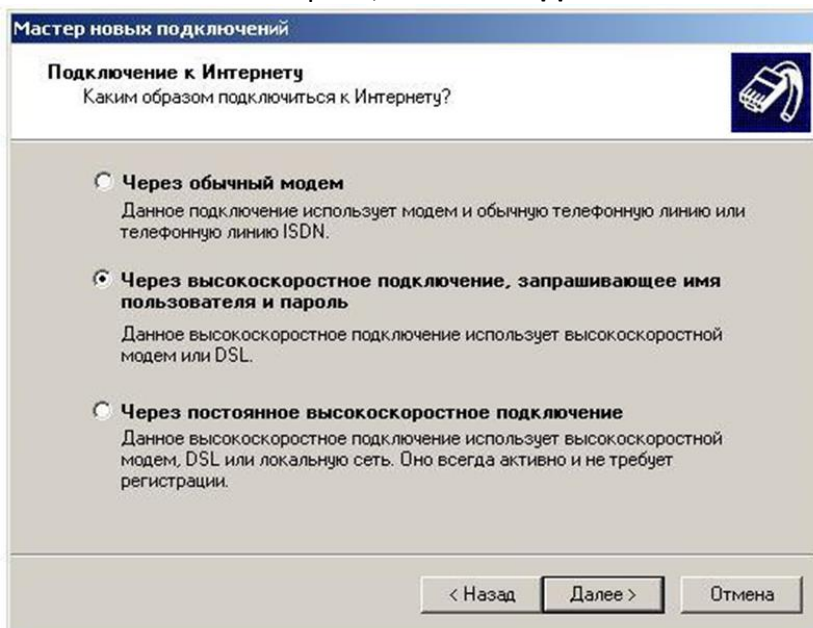 Мастер новых подключений
Подключение к Интернету
Каким образом подключиться к Интернету?
Через обычный модем
Данное подключение использует модем и обычную телефонную линию или
телефонную линию ISDN.
Через высокоскоростное подключение, запрашивающее имя
пользователя и пароль
Данное высокоскоростное подключение использует высокоскоростной
модем или DSL.
Через постоянное высокоскоростное подключение
Данное высокоскоростное подключение использует высокоскоростной
модем, DSL или локальную сеть. Оно всегда активно и не требует
регистрации.
< Назад Далее > Отмена